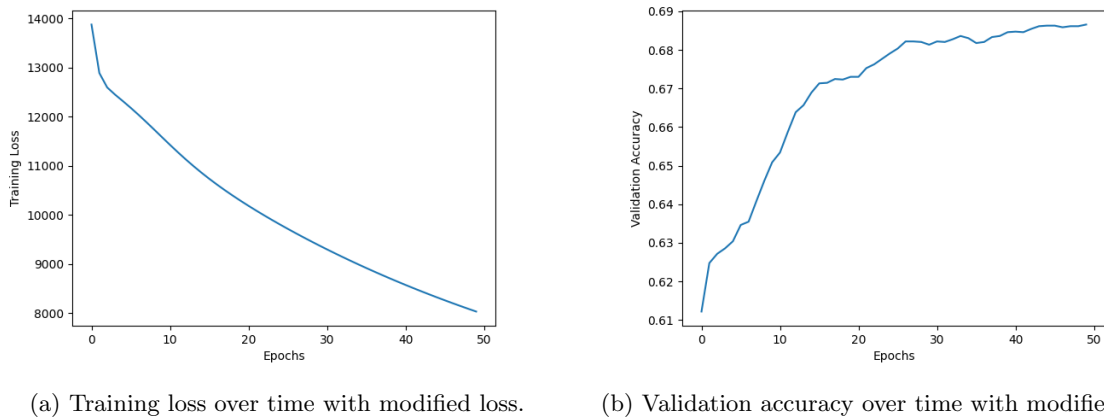 14000
13000
12000
11000
10000
9000
8000
Training Loss
0 10 20 30 40 50
Epochs
(a) Training loss over time with modified loss.
0.69
0.68
0.67
0.66
0.65
0.64
0.63
0.62
0.61
Validation Accuracy
0 10 20 30 40 50
Epochs
(b) Validation accuracy over time with modifie